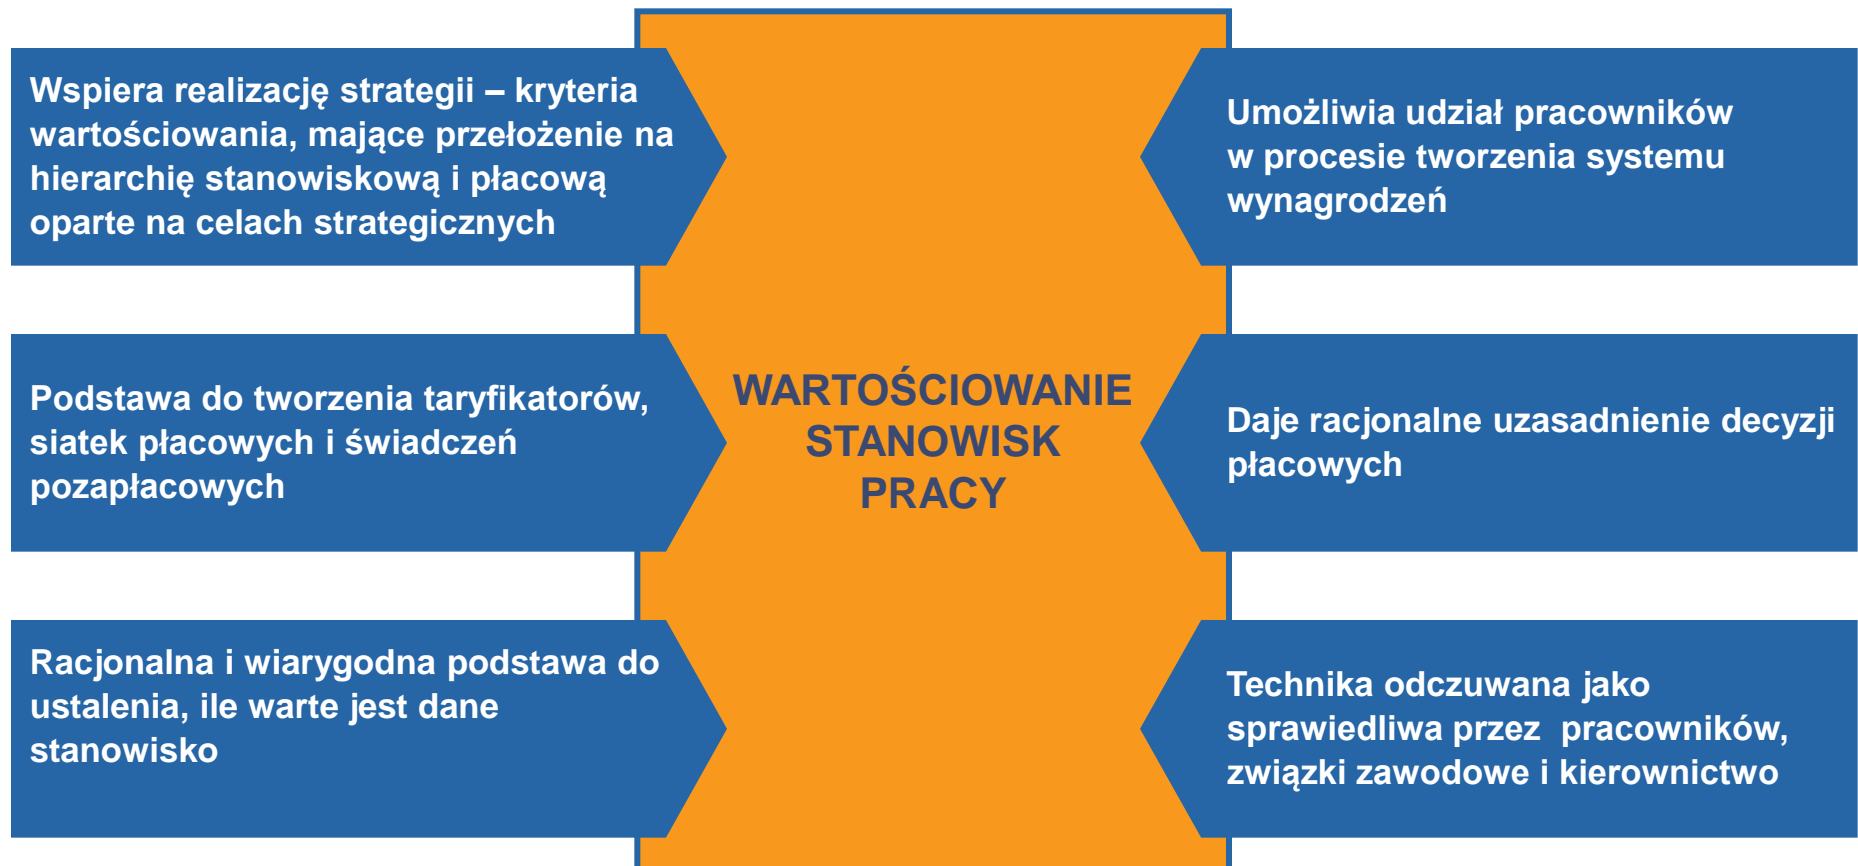 Wspiera realizację strategii – kryteria
wartościowania, mające przełożenie na
hierarchię stanowiskową i płacową
oparte na celach strategicznych
Podstawa do tworzenia taryfikatorów,
siatek płacowych i świadczeń
pozapłacowych
Racjonalna i wiarygodna podstawa do
ustalenia, ile warte jest dane
stanowisko
WARTOŚCIOWANIE
STANOWISK
PRACY
Umożliwia udział pracowników
w procesie tworzenia systemu
wynagrodzeń
Daje racjonalne uzasadnienie decyzji
płacowych
Technika odczuwana jako
sprawiedliwa przez  pracowników,
związki zawodowe i kierownictwo